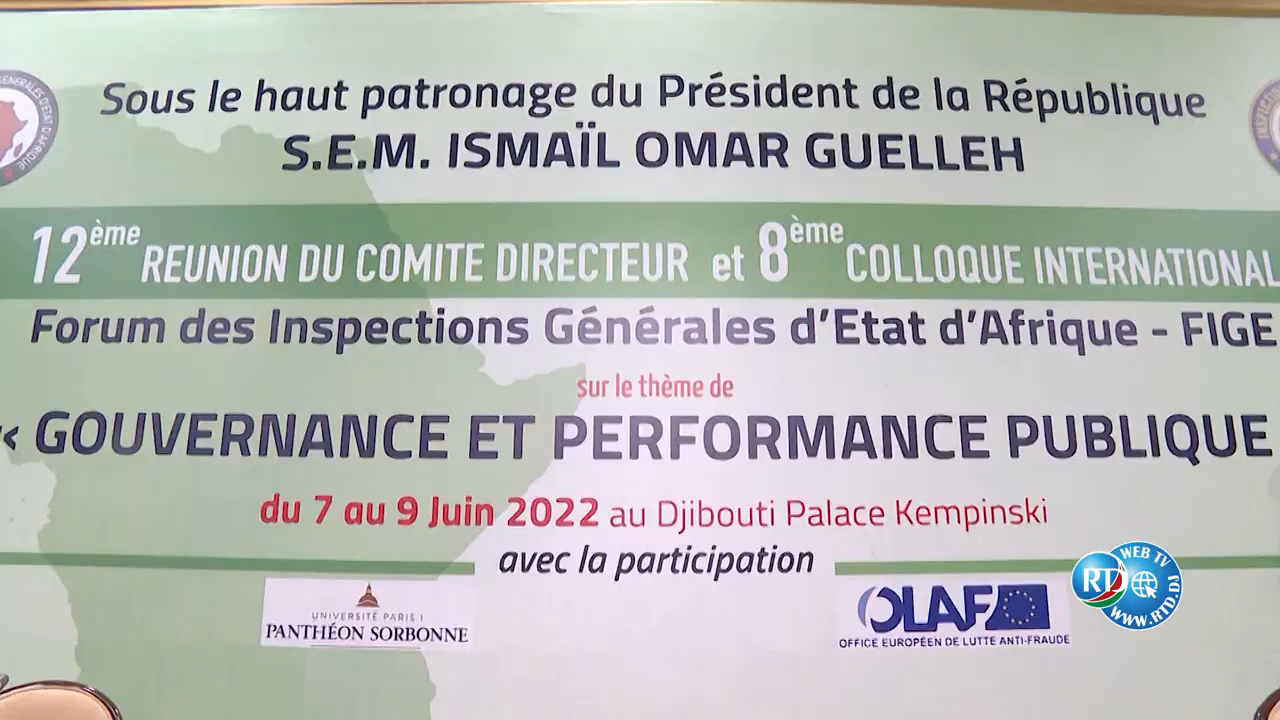 Sous le haut patronage du Président de la République
S.E.M. ISMAÏL OMAR GUELLEH
12ème REUNION DU COMITE DIRECTEUR et 8ème COLLOQUE INTERNATIONAL
Forum des Inspections Générales d'Etat d'Afrique - FIGE
sur le thème de
« GOUVERNANCE ET PERFORMANCE PUBLIQUE
du 7 au 9 Juin 2022 au Djibouti Palace Kempinski
avec la participation
UNIVERSITÉ PARIS 1
PANTHÉON SORBONNE
OLAF
OFFICE EUROPÉEN DE LUTTE ANTI-FRAUDE
RTD
WEB TV
WWW.RTD.DJ